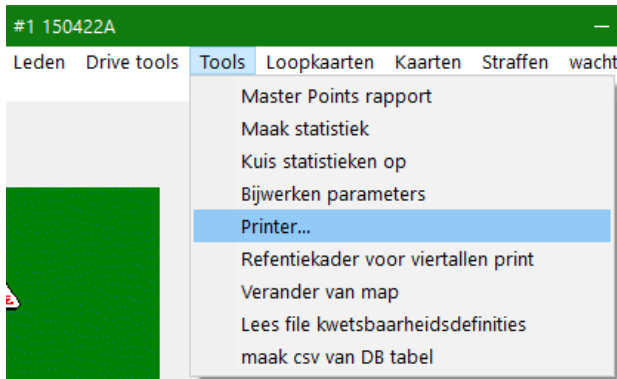 #1 150422A
Leden Drive tools Tools Loopkaarten Kaarten Straffen wacht
Master Points rapport
Maak statistiek
Kuis statistieken op
Bijwerken parameters
Printer...
Refentiekader voor viertallen print
Verander van map
Lees file kwetsbaarheidsdefinities
maak csv van DB tabel